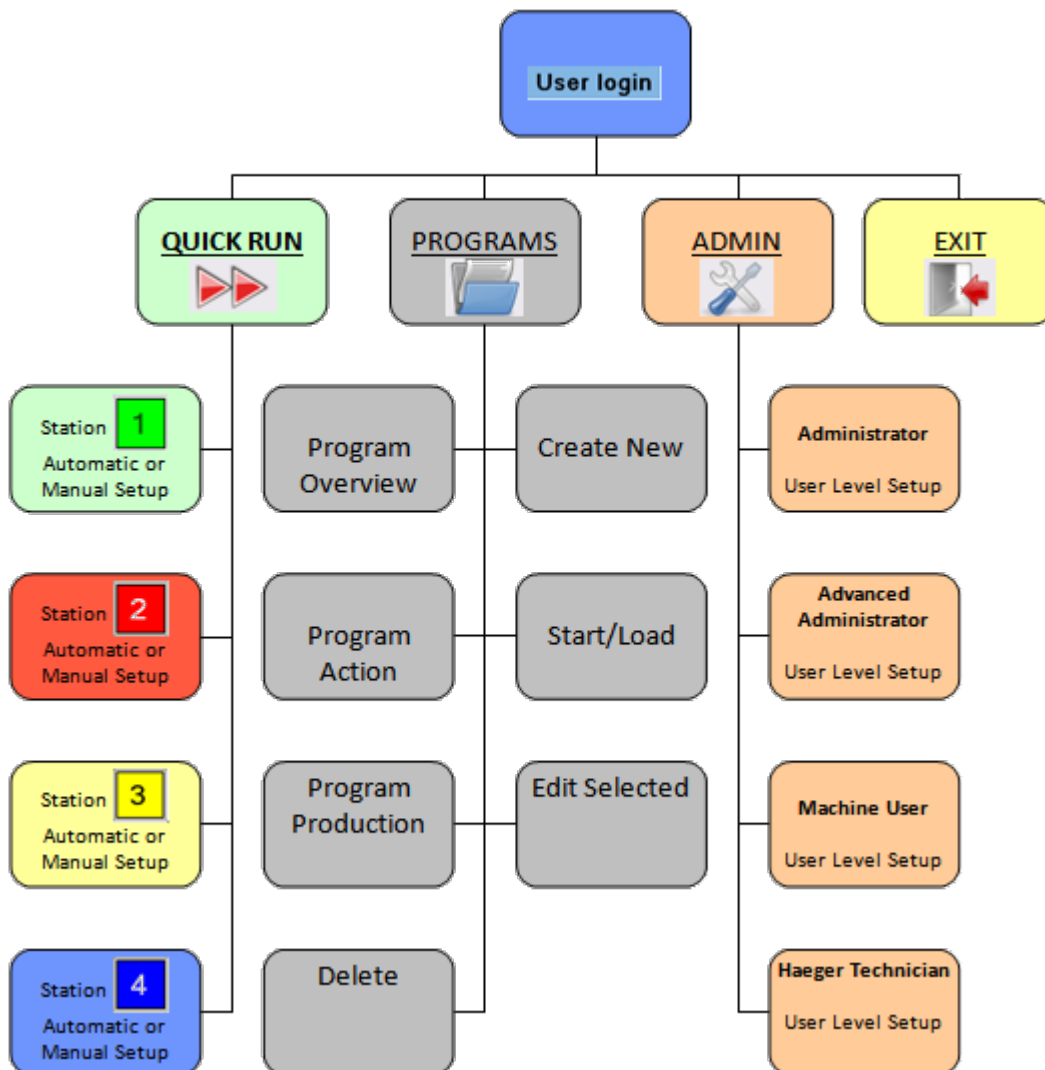 User login
QUICK RUN
PROGRAMS
ADMIN
EXIT
Station 1
Automatic or
Manual Setup
Program
Overview
Create New
Administrator
User Level Setup
Station 2
Automatic or
Manual Setup
Program
Action
Start/Load
Advanced
Administrator
User Level Setup
Station 3
Automatic or
Manual Setup
Program
Production
Edit Selected
Machine User
User Level Setup
Station 4
Automatic or
Manual Setup
Delete
Haeger Technician
User Level Setup